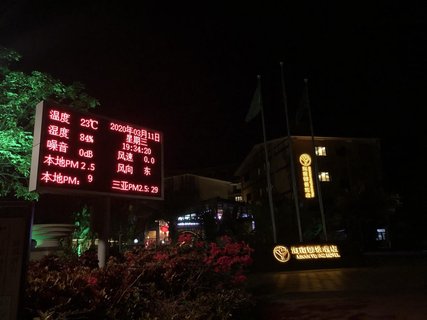 温度 23℃
湿度 84%
噪音 0dB
本地PM 2.5
本地PM: 9
2020年03月11日
星期三
19:34:20
风速 0.0
风向 东
三亚PM2.5: 29